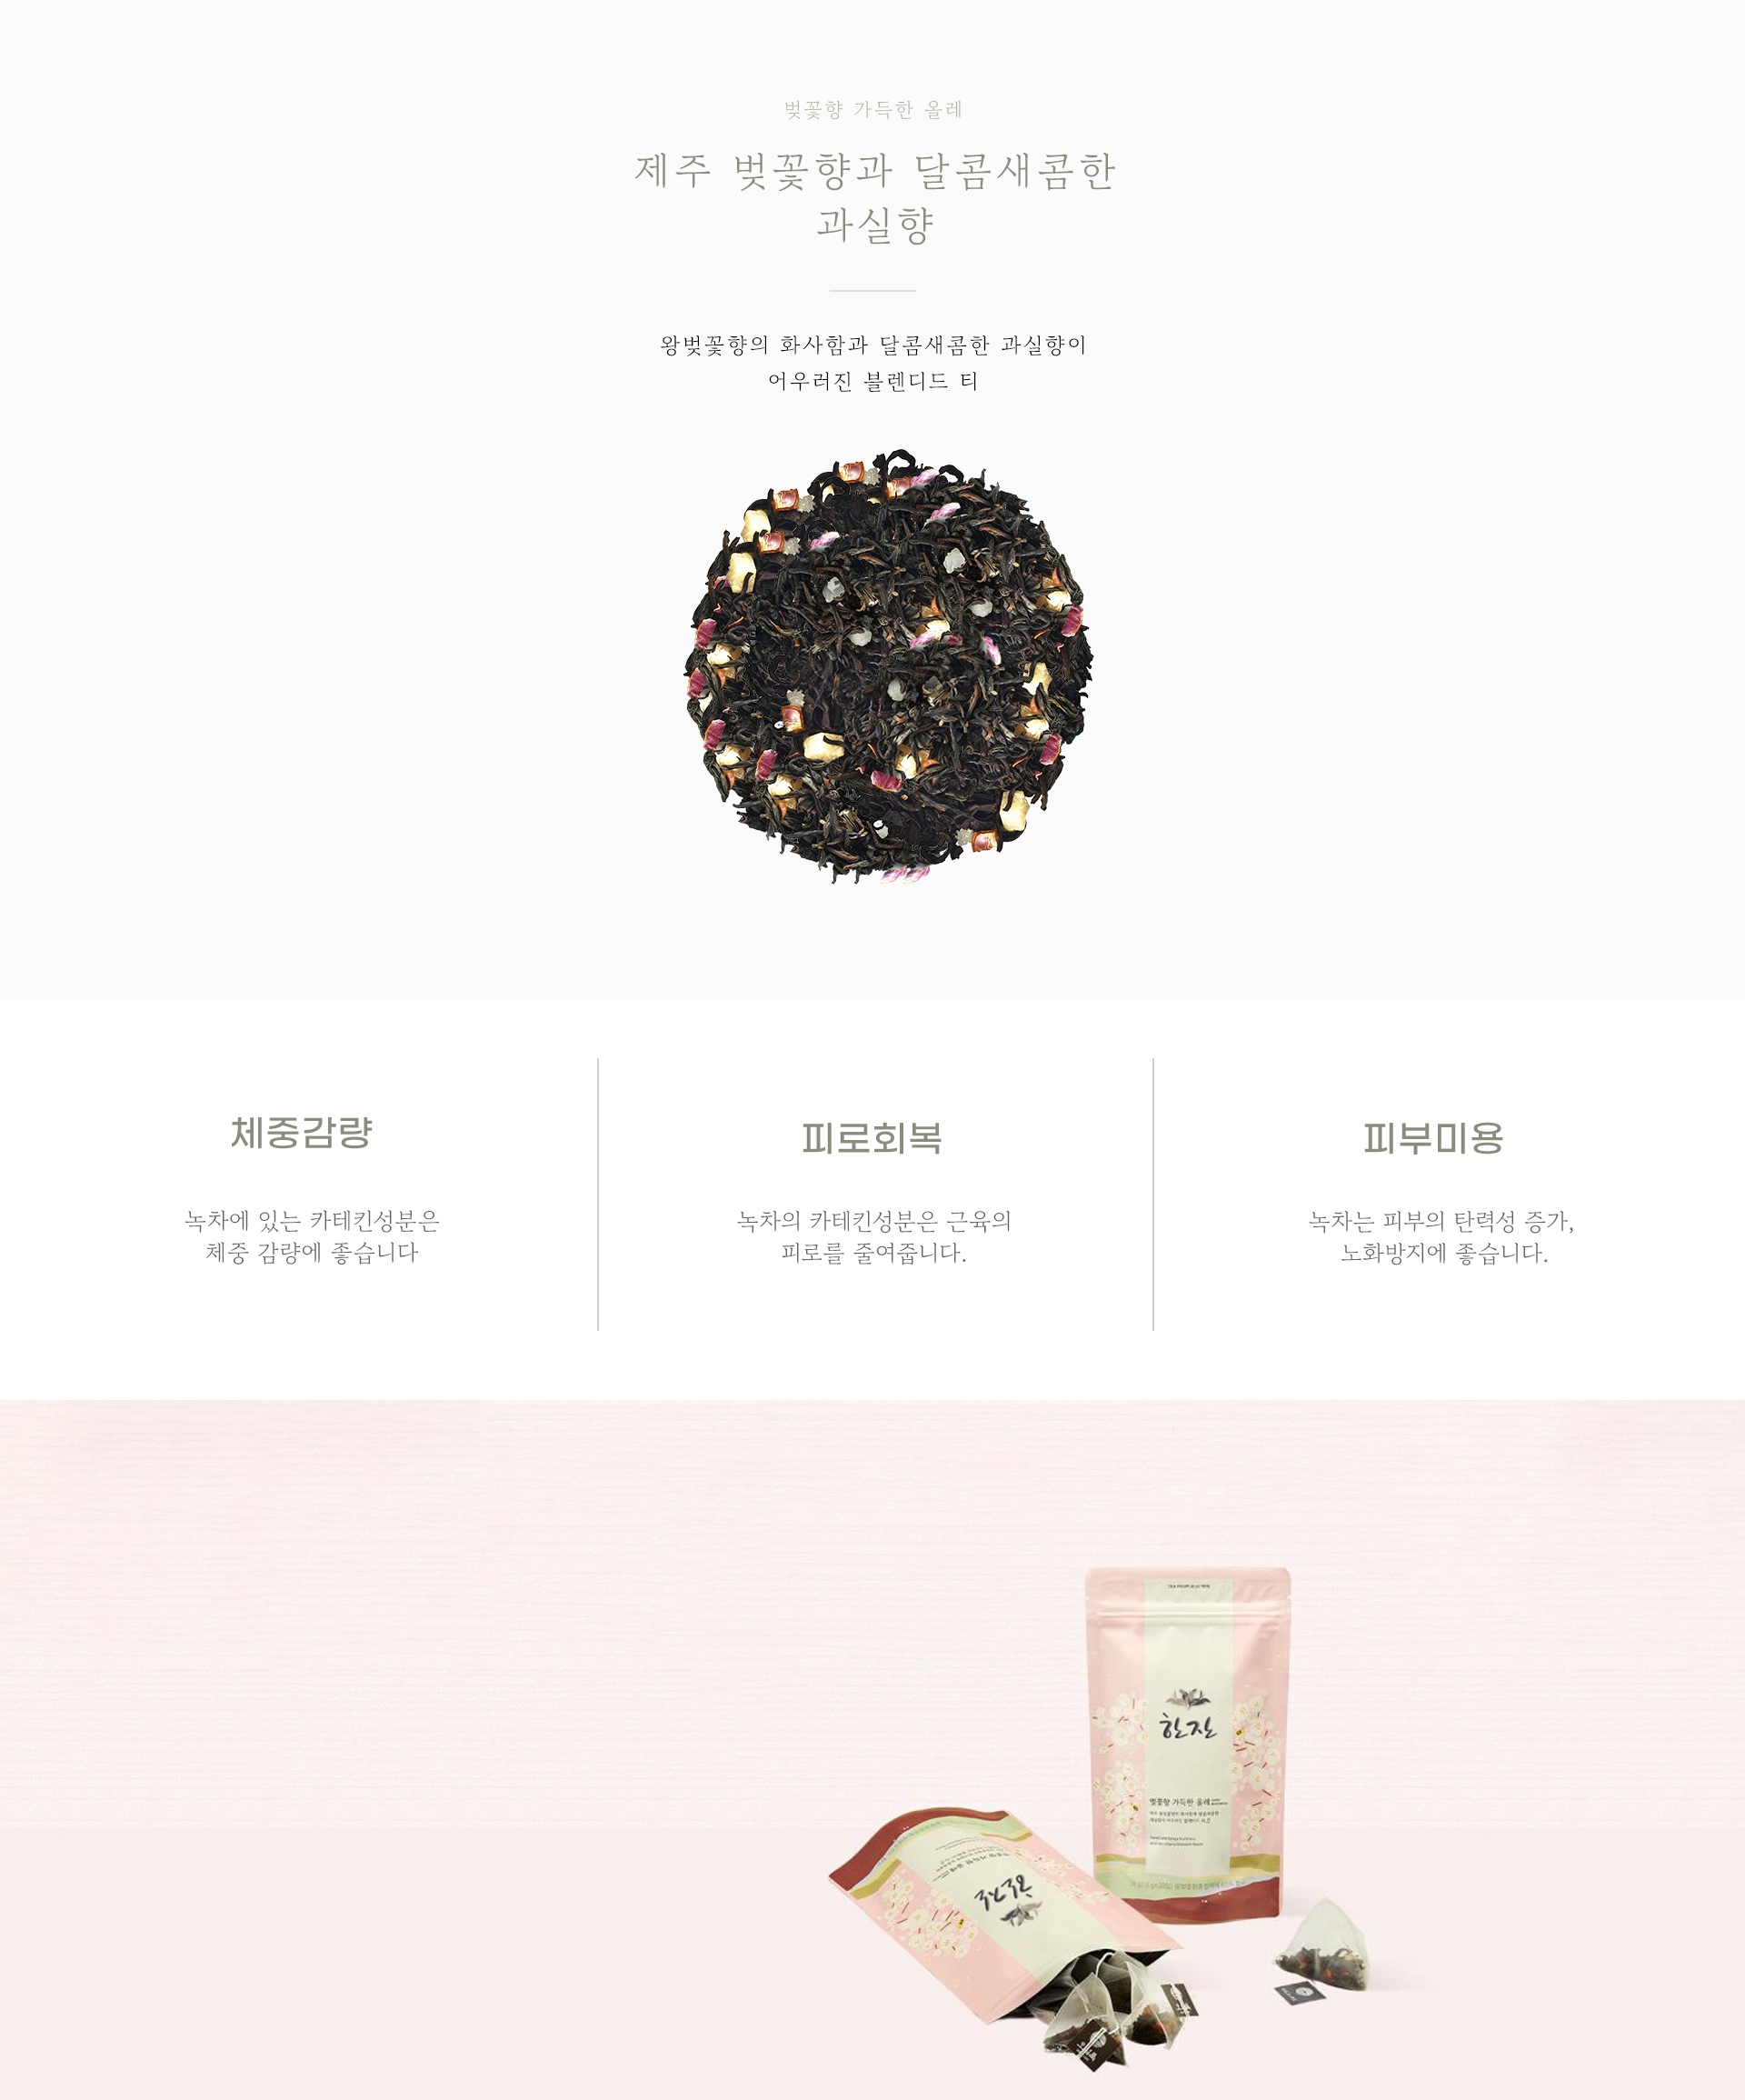 벚꽃향 가득한 올레
제주 벚꽃향과 달콤새콤한
과실향
왕벚꽃향의 화사함과 달콤새콤한 과실향이
어우러진 블렌디드 티
체중감량
녹차에 있는 카테킨성분은
체중 감량에 좋습니다
피로회복
녹차의 카테킨성분은 근육의
피로를 줄여줍니다.
피부미용
녹차는 피부의 탄력성 증가,
노화방지에 좋습니다.
한잔
벚꽃향 가득한 올레
한잔